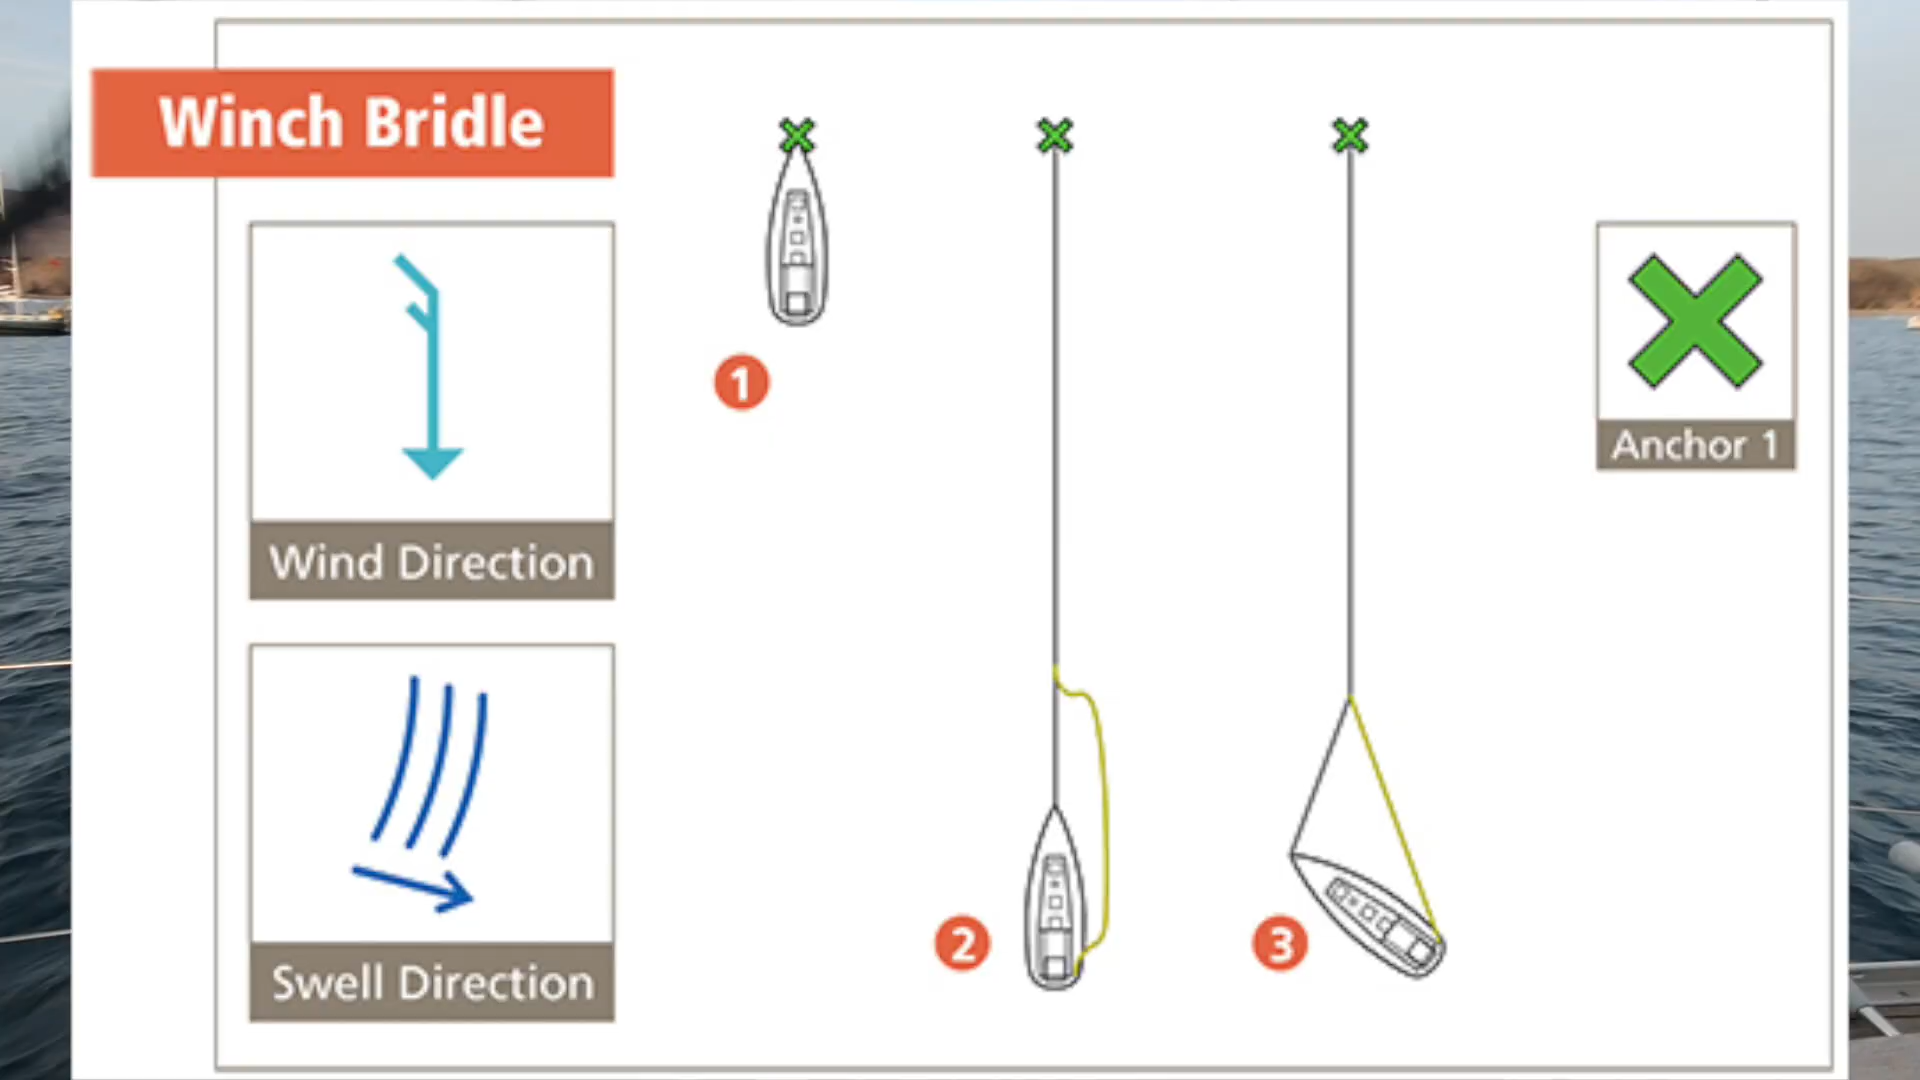 Winch Bridle
Wind Direction
Swell Direction
1
2
3
Anchor 1